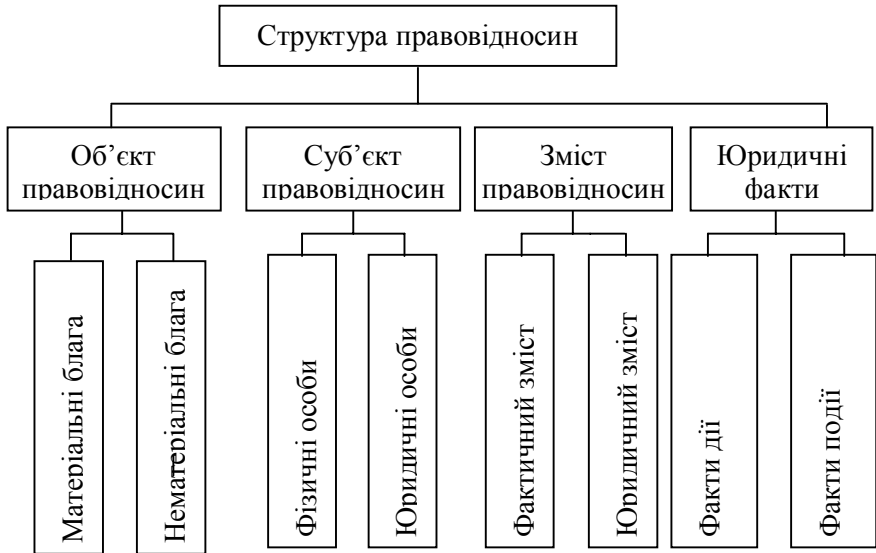 Структура правовідносин
Об’єкт
правовідносин
Суб’єкт
правовідносин
Зміст
правовідносин
Юридичні
факти
Матеріальні блага
Нематеріальні блага
Фізичні особи
Юридичні особи
Фактичний зміст
Юридичний зміст
Факти дії
Факти події